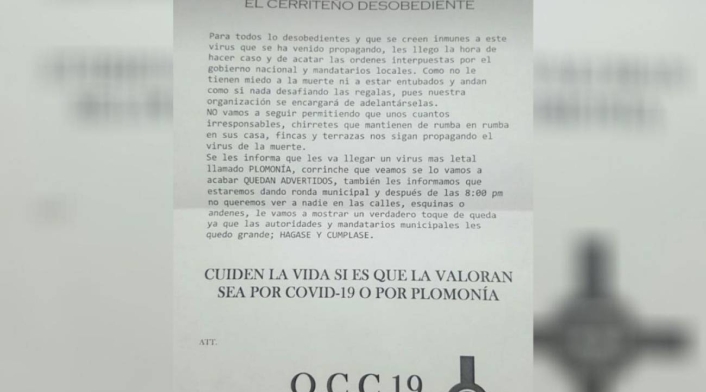 EL CERRITEÑO DESOBEDIENTE
Para todos lo desobedientes y que se creen inmunes a este
virus que se ha venido propagando, les llego la hora de
hacer caso y de acatar las ordenes interpuestas por el
gobierno nacional y mandatarios locales. Como no le
tienen miedo a la muerte ni a estar entubados y andan
como si nada desafiando las regalas, pues nuestra
organización se encargará de adelantárselas.
NO vamos a seguir permitiendo que unos cuantos
irresponsables, chirretes que mantienen de rumba en rumba
en sus casa, fincas y terrazas nos sigan propagando el
virus de la muerte.
Se les informa que les va llegar un virus mas letal
llamado PLOMONÍA, corrinche que veamos se lo vamos a
acabar QUEDAN ADVERTIDOS, también les informamos que
estaremos dando ronda municipal y después de las 8:00 pm
no queremos ver a nadie en las calles, esquinas o
andenes, le vamos a mostrar un verdadero toque de queda
ya que las autoridades y mandatarios municipales les
quedo grande; HAGASE Y CUMPLASE.
CUIDEN LA VIDA SI ES QUE LA VALORAN
SEA POR COVID-19 O POR PLOMONÍA
ATT.
O.C.C 19